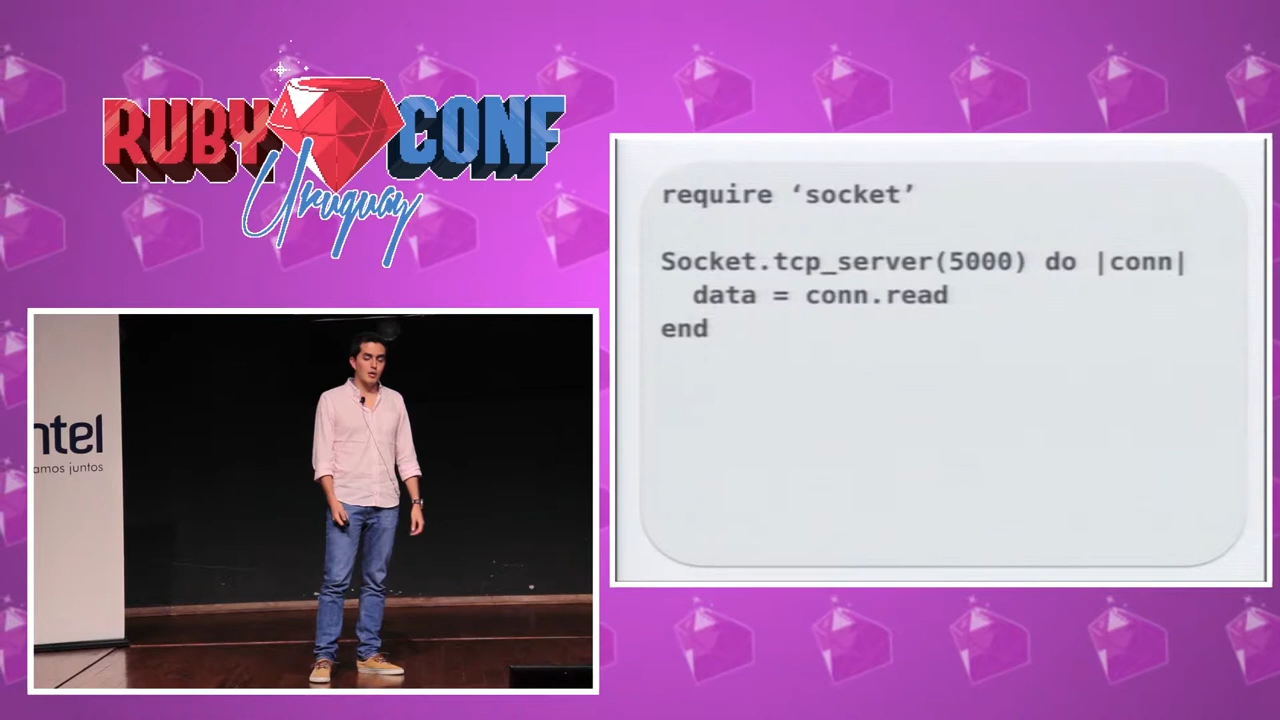 RUBY CONF
Uruguay
ntel
amos juntos
require ‘socket’
Socket.tcp_server(5000) do |conn|
  data = conn.read
end